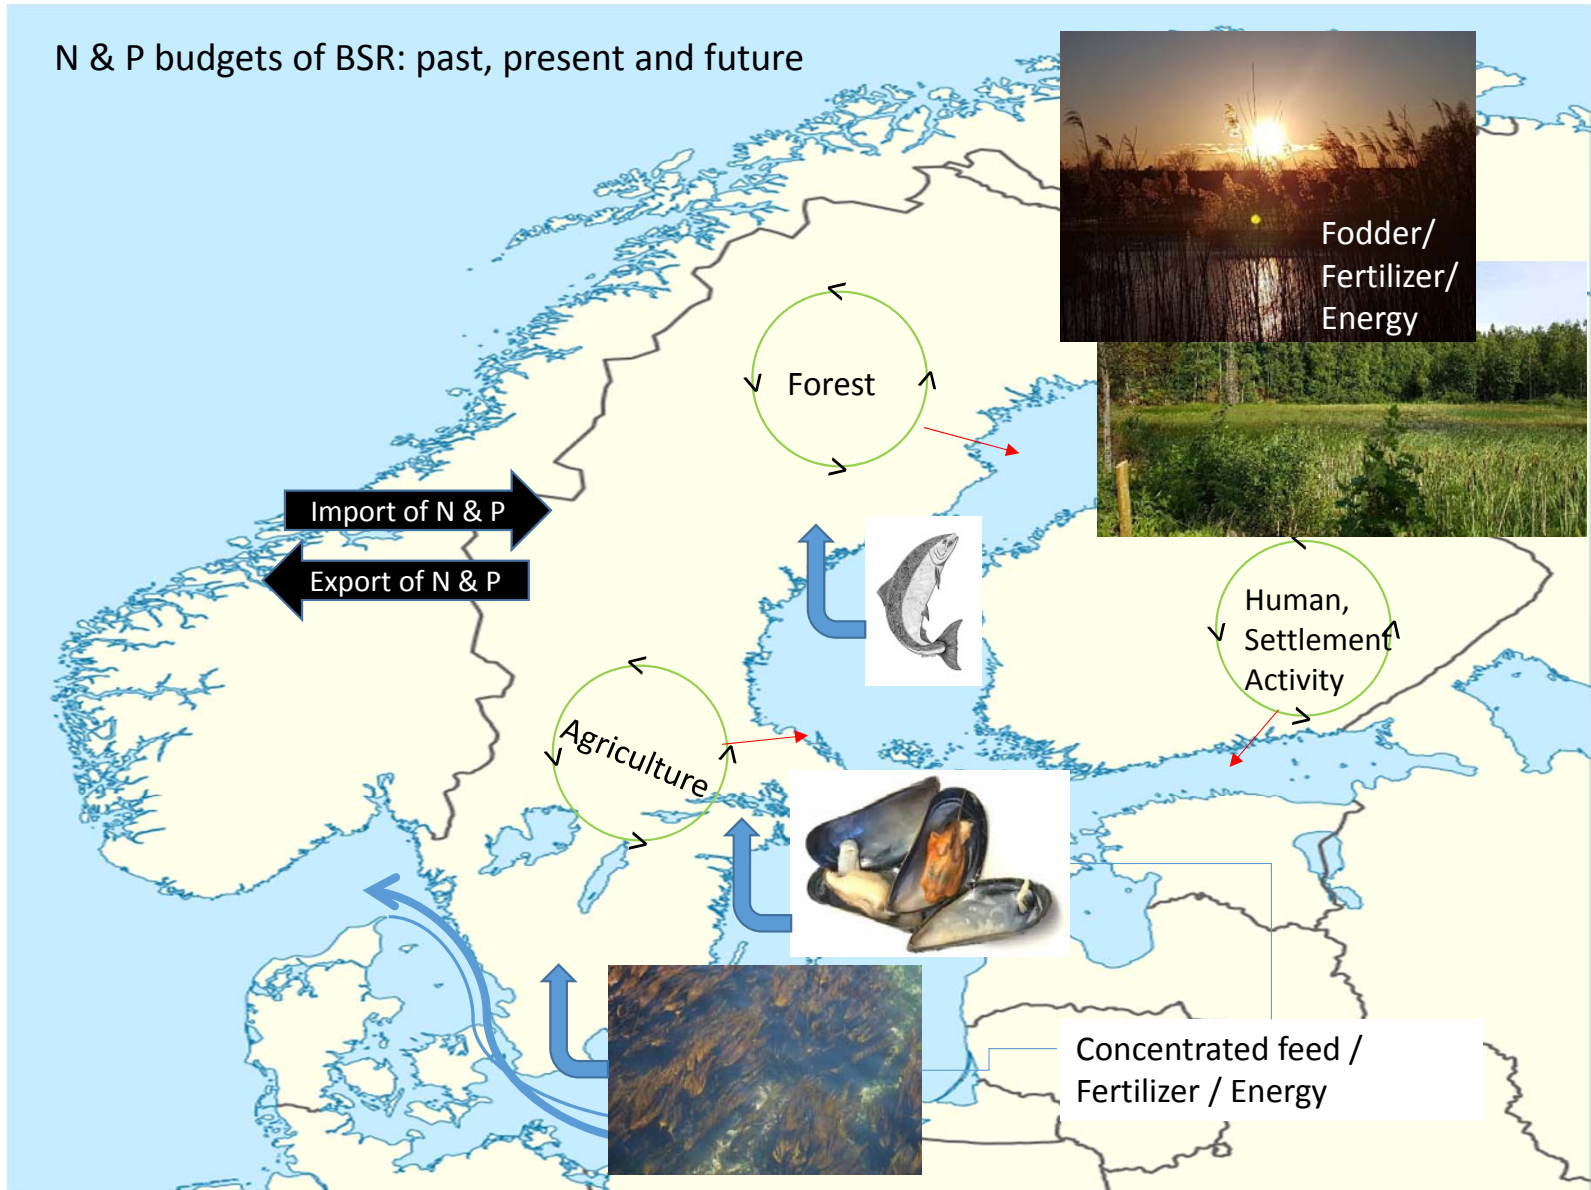 N & P budgets of BSR: past, present and future
Fodder/
Fertilizer/
Energy
Forest
Import of N & P
Export of N & P
Human,
Settlement
Activity
Agriculture
Concentrated feed /
Fertilizer / Energy